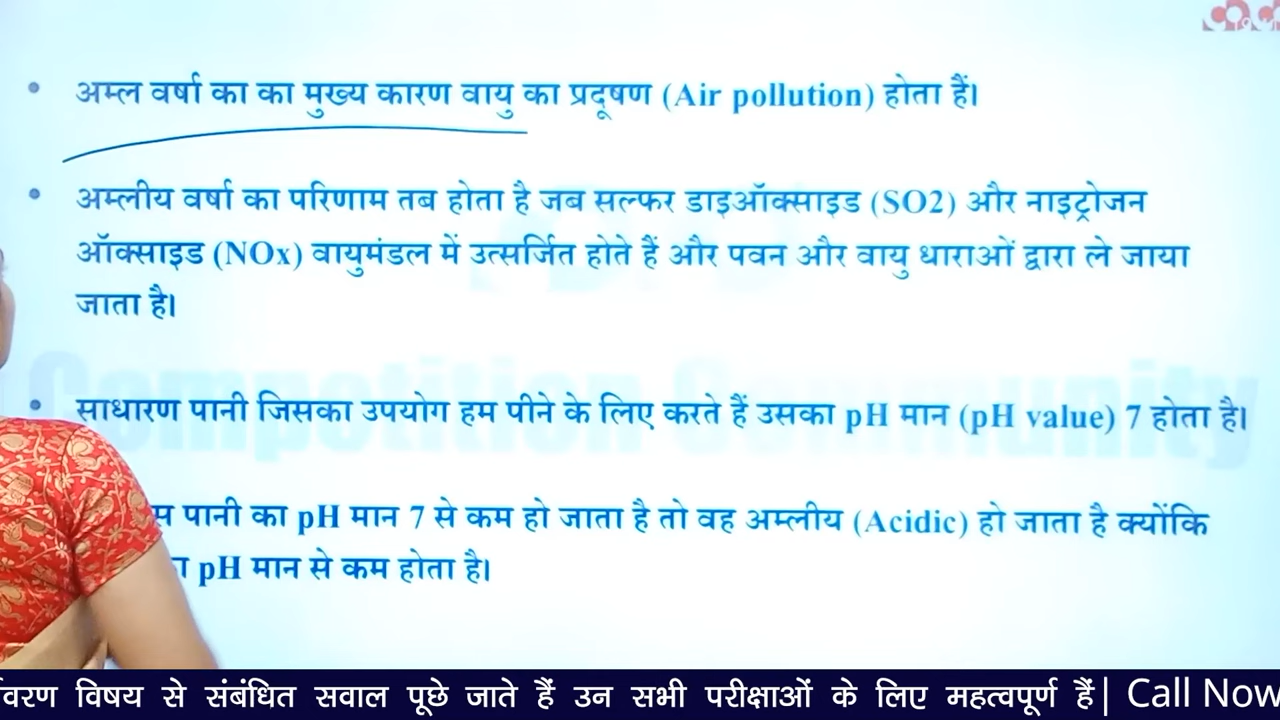 अम्ल वर्षा का का मुख्य कारण वायु का प्रदूषण (Air pollution) होता हैं।
अम्लीय वर्षा का परिणाम तब होता है जब सल्फर डाइऑक्साइड (SO2) और नाइट्रोजन
ऑक्साइड (NOx) वायुमंडल में उत्सर्जित होते हैं और पवन और वायु धाराओं द्वारा ले जाया
जाता है।
Competition Community
साधारण पानी जिसका उपयोग हम पीने के लिए करते हैं उसका pH मान (pH value) 7 होता है।
पानी का pH मान 7 से कम हो जाता है तो वह अम्लीय (Acidic) हो जाता है क्योंकि
pH मान से कम होता है।
विषय से संबंधित सवाल पूछे जाते हैं उन सभी परीक्षाओं के लिए महत्वपूर्ण हैं| Call Now